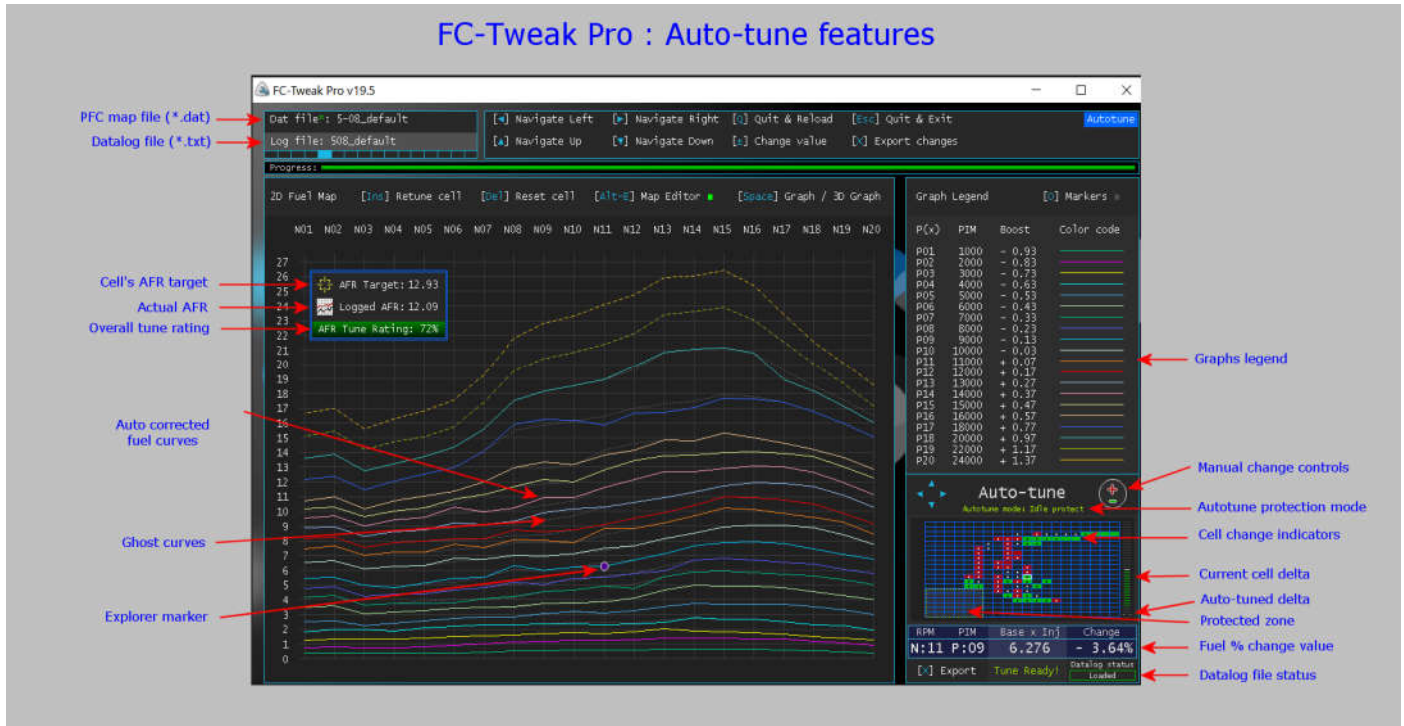 FC-Tweak Pro : Auto-tune features
FC-Tweak Pro v19.5
PFC map file (*.dat)
Datalog file (*.txt)
Dat file*: 5-08_default
Log file: 508_default
[◄] Navigate Left [►] Navigate Right [Q] Quit & Reload [Esc] Quit & Exit
[▲] Navigate Up [▼] Navigate Down [±] Change value [X] Export changes
Autotune
Progress:
2D Fuel Map [Ins] Retune cell [Del] Reset cell [Alt-E] Map Editor [Space] Graph / 3D Graph
N01 N02 N03 N04 N05 N06 N07 N08 N09 N10 N11 N12 N13 N14 N15 N16 N17 N18 N19 N20
27
26
25
24
23
22
21
20
19
18
17
16
15
14
13
12
11
10
9
8
7
6
5
4
3
2
1
0
AFR Target: 12.93
Logged AFR: 12.09
AFR Tune Rating: 72%
Cell's AFR target
Actual AFR
Overall tune rating
Auto corrected
fuel curves
Ghost curves
Explorer marker
Graph Legend [O] Markers
P(x) PIM Boost Color code
P01 1000 - 0.93
P02 2000 - 0.83
P03 3000 - 0.73
P04 4000 - 0.63
P05 5000 - 0.53
P06 6000 - 0.43
P07 7000 - 0.33
P08 8000 - 0.23
P09 9000 - 0.13
P10 10000 - 0.03
P11 11000 + 0.07
P12 12000 + 0.17
P13 13000 + 0.27
P14 14000 + 0.37
P15 15000 + 0.47
P16 16000 + 0.57
P17 18000 + 0.77
P18 20000 + 0.97
P19 22000 + 1.17
P20 24000 + 1.37
Graphs legend
Auto-tune
Autotune mode: Idle protect
Manual change controls
Autotune protection mode
Cell change indicators
Current cell delta
Auto-tuned delta
Protected zone
Fuel % change value
Datalog file status
RPM PIM Base x Inj Change
N:11 P:09 6.276 - 3.64%
[X] Export Tune Ready! Datalog status
Loaded